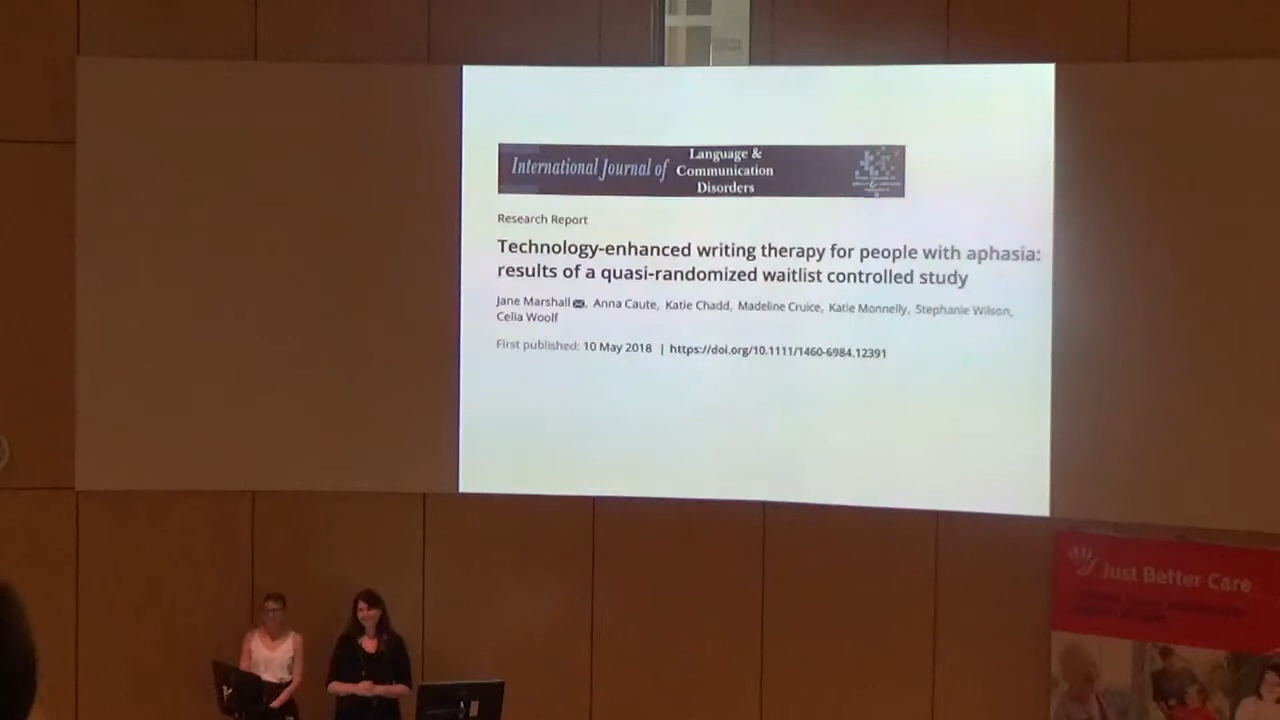 International Journal of Language & Communication Disorders
Research Report
Technology-enhanced writing therapy for people with aphasia:
results of a quasi-randomized waitlist controlled study
Jane Marshall, Anna Caute, Katie Chadd, Madeline Cruice, Katie Monnelly, Stephanie Wilson,
Celia Woolf
First published: 10 May 2018 | https://doi.org/10.1111/1460-6984.12391
Just Better Care